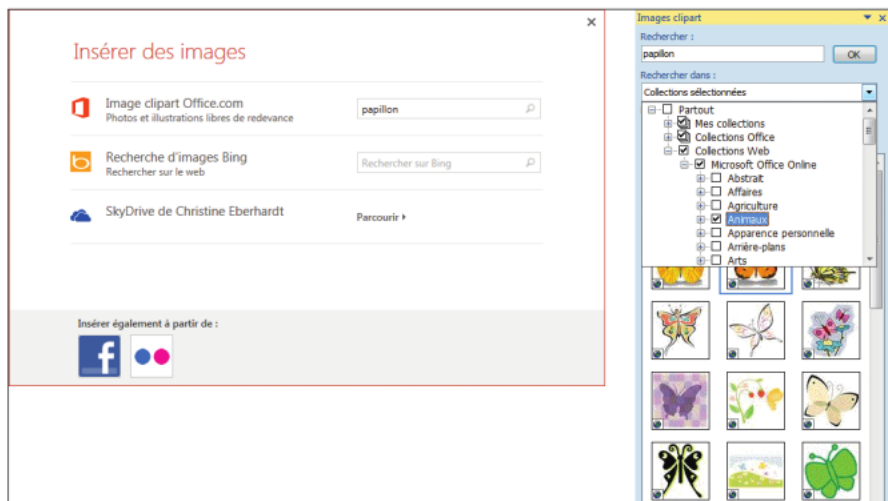 Insérer des images
Image clipart Office.com
Photos et illustrations libres de redevance
papillon
Recherche d'images Bing
Rechercher sur le web
Rechercher sur Bing
SkyDrive de Christine Eberhardt
Parcourir
Insérer également à partir de :
f
Images clipart
Rechercher :
papillon
OK
Rechercher dans :
Collections sélectionnées
Partout
Mes collections
Collections Office
Collections Web
Microsoft Office Online
Abstrait
Affaires
Agriculture
Animaux
Apparence personnelle
Arrière-plans
Arts